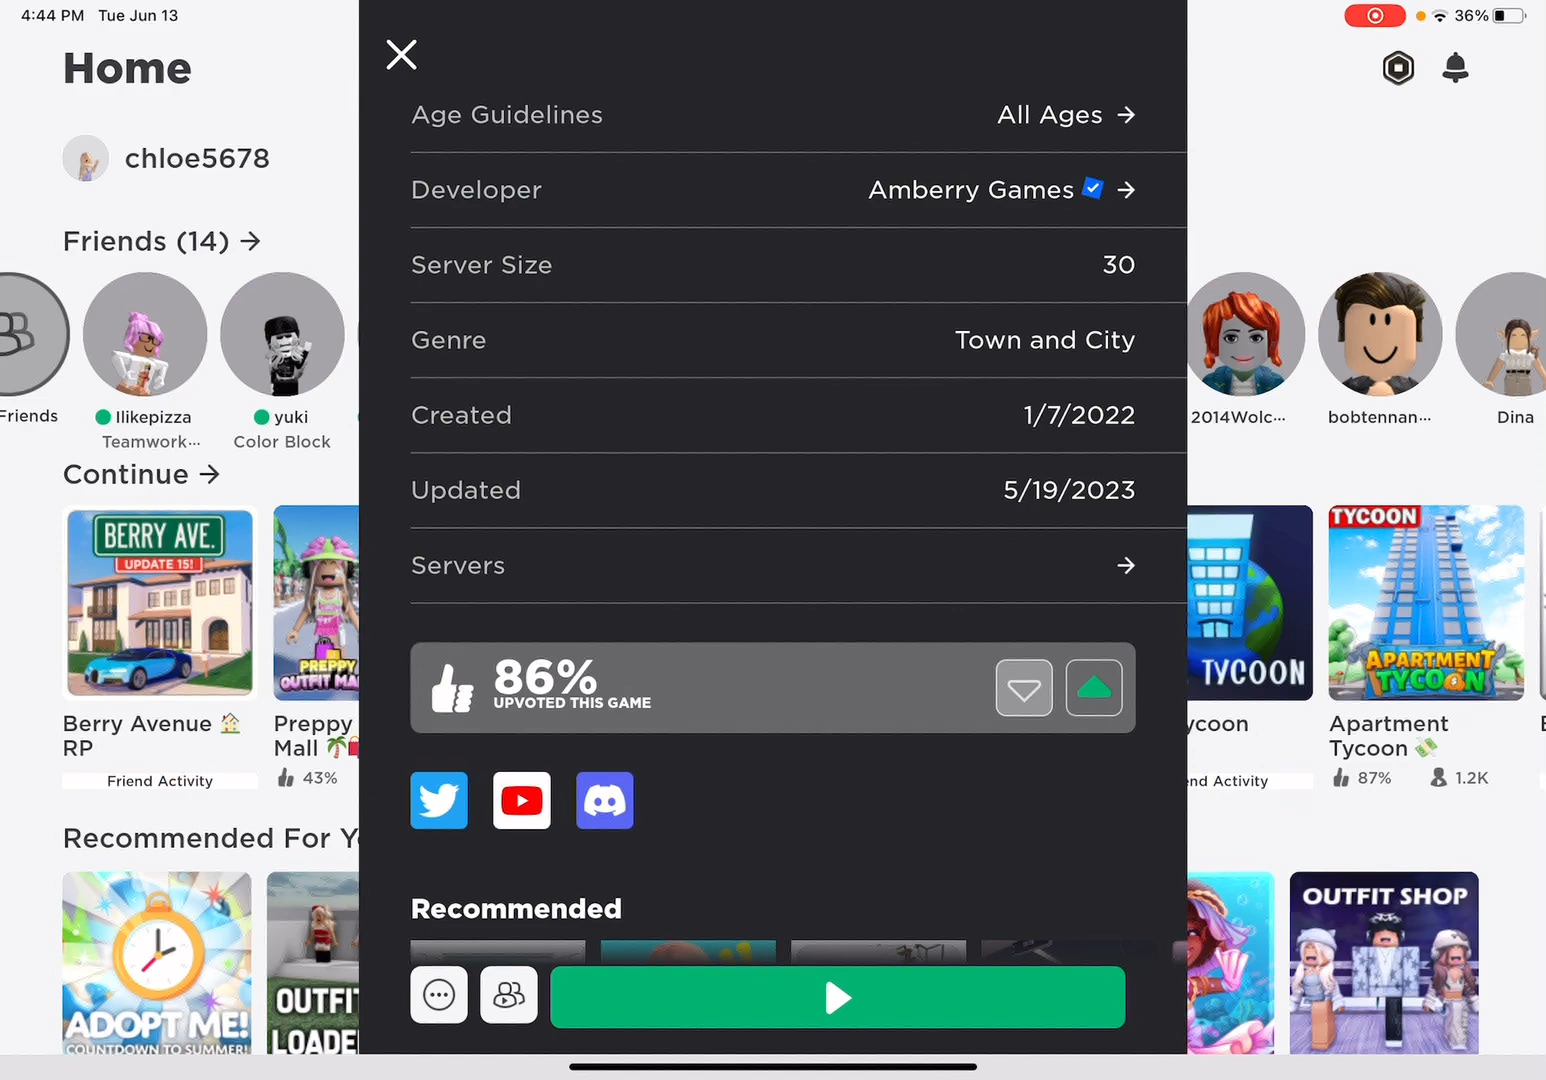 4:44 PM Tue Jun 13
36%
Home
chloe5678
Friends (14)
Friends
Ilikepizza
Teamwork...
yuki
Color Block
2014Wolc...
bobtennan...
Dina
Continue
BERRY AVE.
UPDATE 15!
Berry Avenue
RP
Friend Activity
PREPPY
Preppy
Mall
43%
TYCOON
ycoon
nd Activity
TYCOON
APARTMENT
TYCOON
Apartment
Tycoon
87%
1.2K
Recommended For Y
ADOPT ME!
COUNTDOWN TO SUMMER!
OUTFI
LOADE
OUTFIT SHOP
Age Guidelines
All Ages
Developer
Amberry Games
Server Size
30
Genre
Town and City
Created
1/7/2022
Updated
5/19/2023
Servers
86%
UPVOTED THIS GAME
Recommended